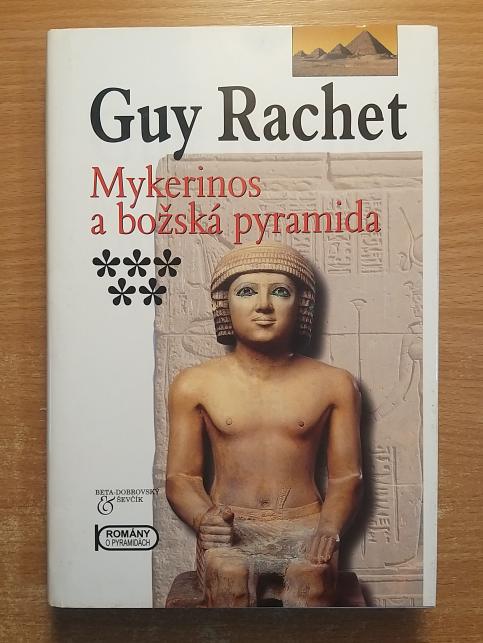 Guy Rachet
Mykerinos
a božská pyramida
BETA-DOBROVSKÝ
& ŠEVČÍK
ROMÁNY
O PYRAMIDÁCH